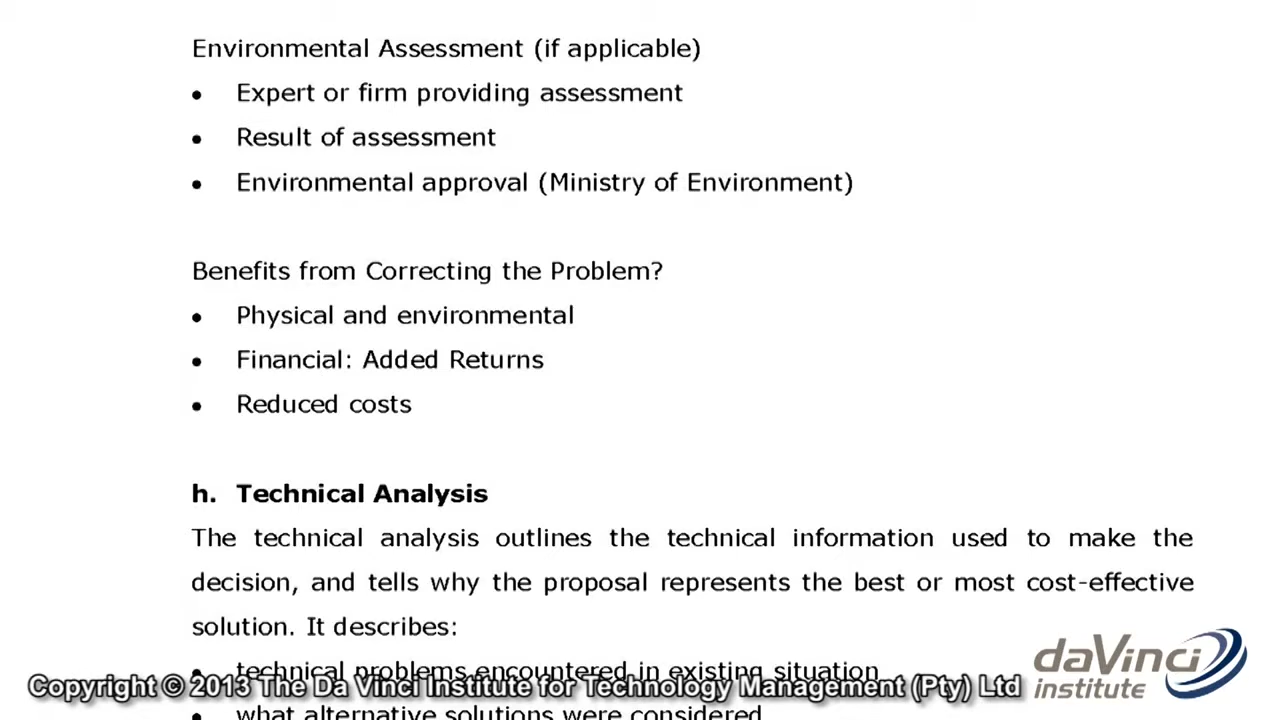 Environmental Assessment (if applicable)
• Expert or firm providing assessment
• Result of assessment
• Environmental approval (Ministry of Environment)
Benefits from Correcting the Problem?
• Physical and environmental
• Financial: Added Returns
• Reduced costs
h. Technical Analysis
The technical analysis outlines the technical information used to make the
decision, and tells why the proposal represents the best or most cost-effective
solution. It describes:
• technical problems encountered in existing situation
Copyright © 2013 The Da Vinci Institute for Technology Management (Pty) Ltd
• what alternative solutions were considered
daVinci
institute